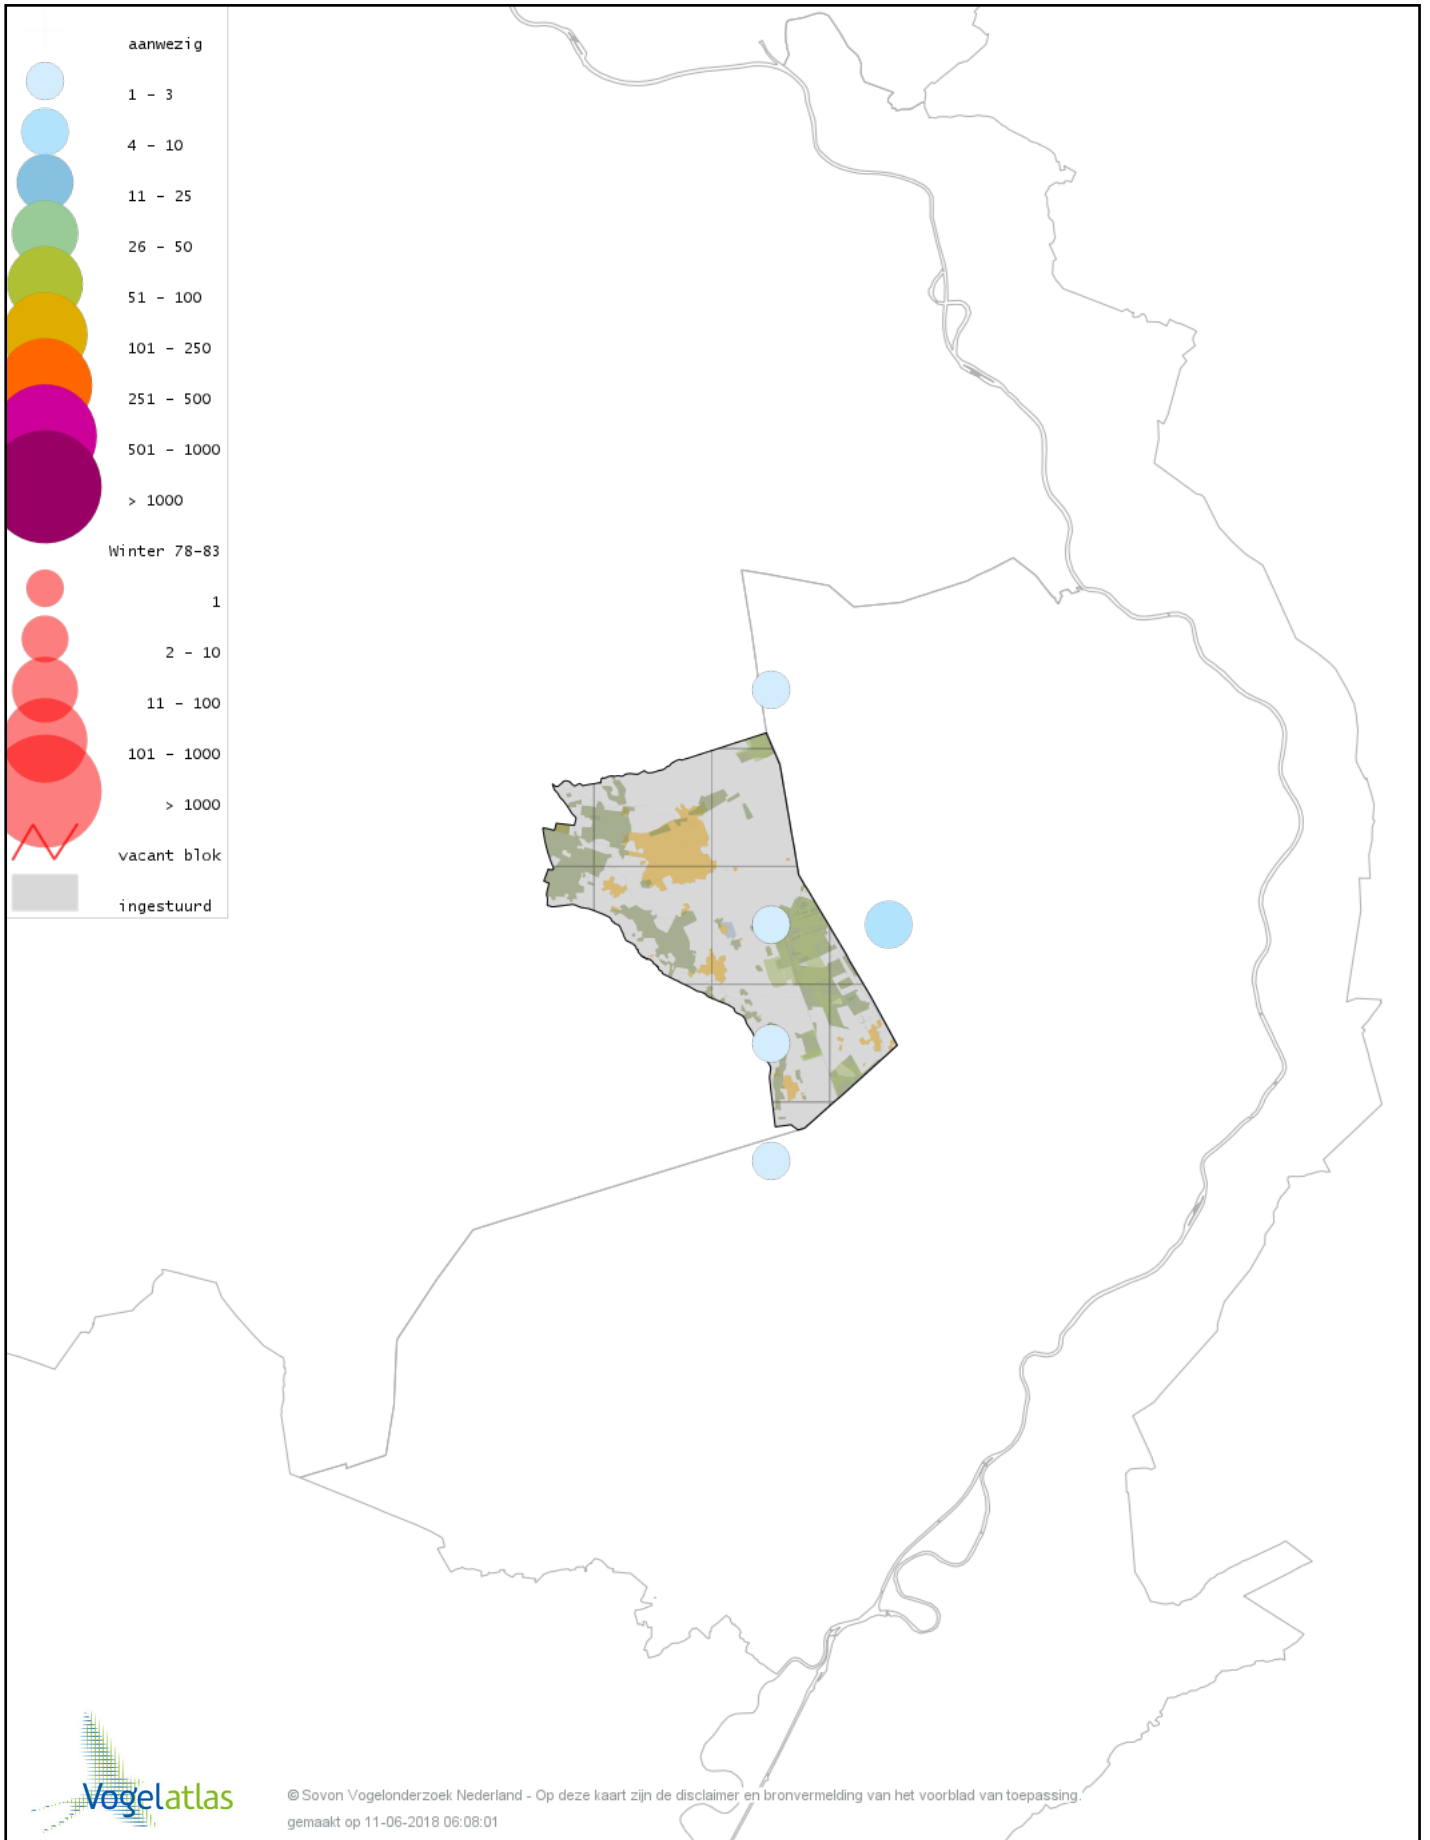 aanwezig
1 - 3
4 - 10
11 - 25
26 - 50
51 - 100
101 - 250
251 - 500
501 - 1000
> 1000
Winter 78-83
1
2 - 10
11 - 100
101 - 1000
> 1000
vacant blok
ingestuurd
Vogelatlas
© Sovon Vogelonderzoek Nederland - Op deze kaart zijn de disclaimer en bronvermelding van het voorblad van toepassing.
gemaakt op 11-06-2018 06:08:01